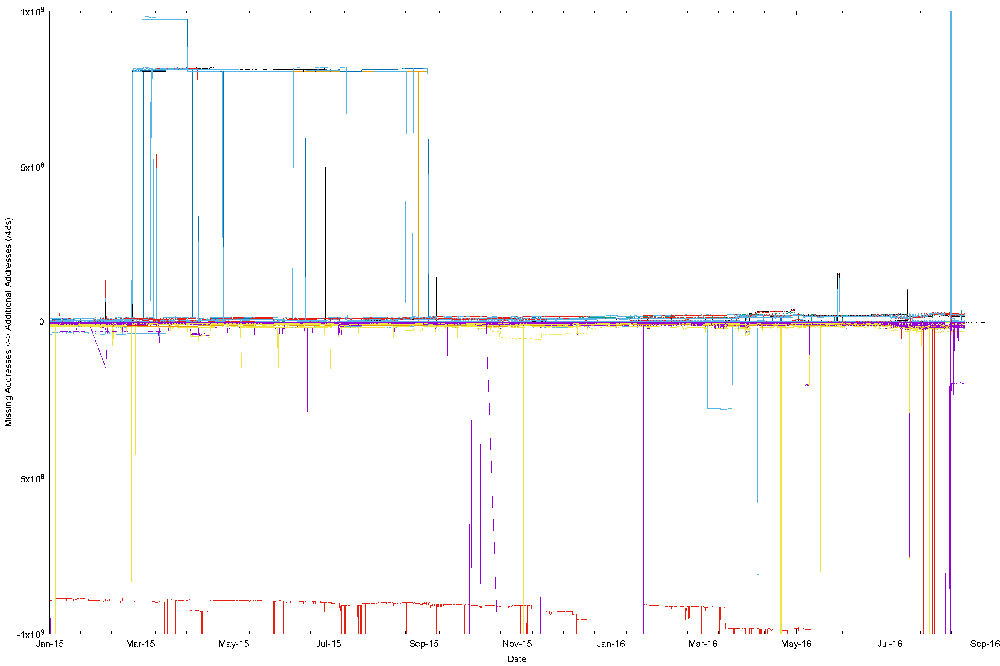 1x10⁹
5x10⁸
0
-5x10⁸
-1x10⁹
Missing Addresses <-> Additional Addresses (/48s)
Jan-15 Mar-15 May-15 Jul-15 Sep-15 Nov-15 Jan-16 Mar-16 May-16 Jul-16 Sep-16
Date